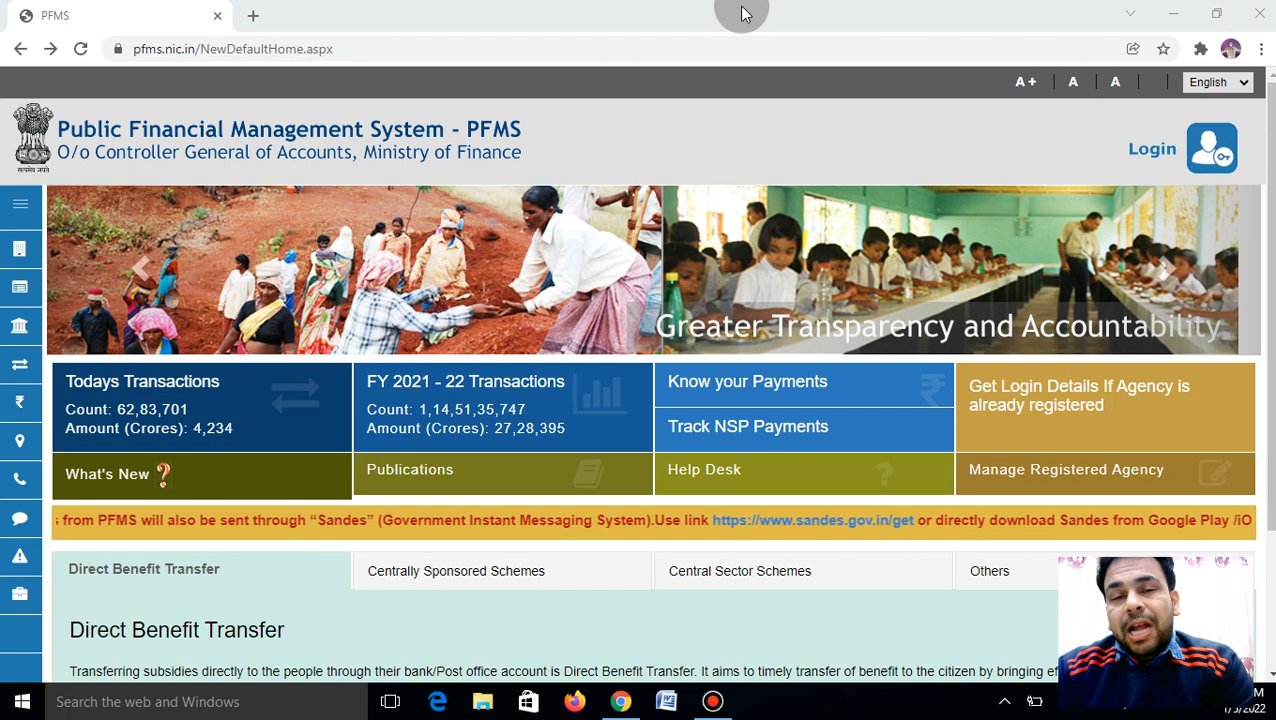 PFMS
pfms.nic.in/NewDefaultHome.aspx
A+ A A English
Public Financial Management System - PFMS
O/o Controller General of Accounts, Ministry of Finance
सत्यमेव जयते
Login
Greater Transparency and Accountability
Todays Transactions
Count: 62,83,701
Amount (Crores): 4,234
FY 2021 - 22 Transactions
Count: 1,14,51,35,747
Amount (Crores): 27,28,395
Know your Payments
Track NSP Payments
Get Login Details If Agency is
already registered
What's New ?
Publications
Help Desk
Manage Registered Agency
from PFMS will also be sent through “Sandes” (Government Instant Messaging System).Use link https://www.sandes.gov.in/get or directly download Sandes from Google Play /iO
Direct Benefit Transfer
Centrally Sponsored Schemes
Central Sector Schemes
Others
Direct Benefit Transfer
Transferring subsidies directly to the people through their bank/Post office account is Direct Benefit Transfer. It aims to timely transfer of benefit to the citizen by bringing
Search the web and Windows